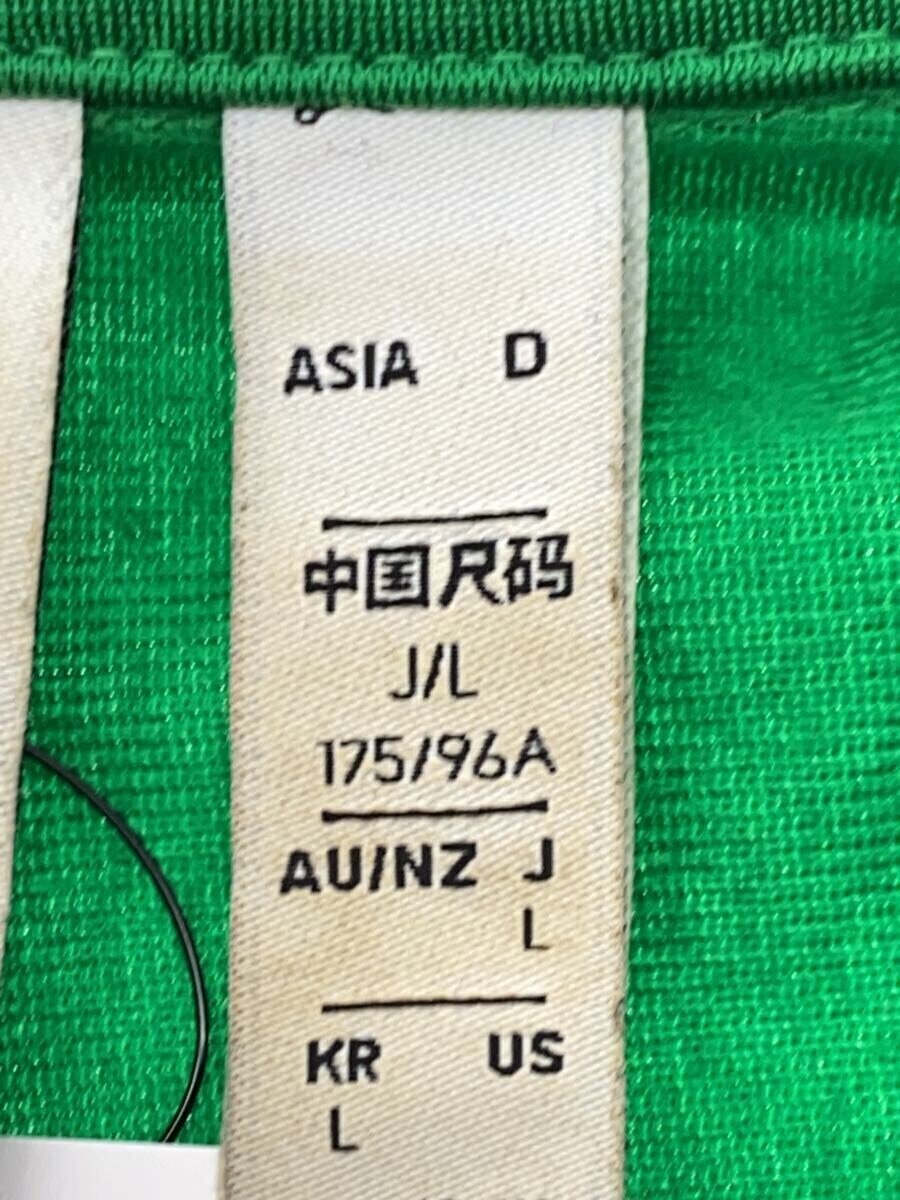 ASIA D
中国尺码
J/L
175/96A
AU/NZ J
L
KR US
L